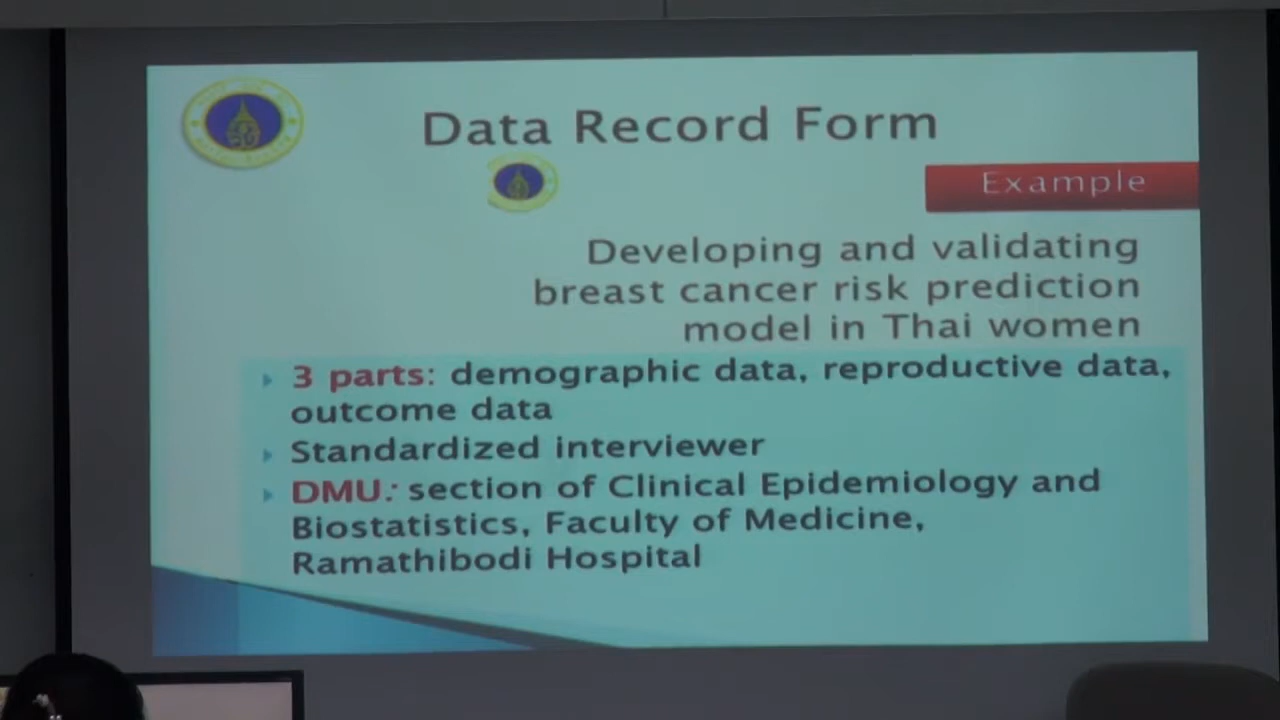 Data Record Form
Example
Developing and validating
breast cancer risk prediction
model in Thai women
3 parts: demographic data, reproductive data,
outcome data
Standardized interviewer
DMU: section of Clinical Epidemiology and
Biostatistics, Faculty of Medicine,
Ramathibodi Hospital